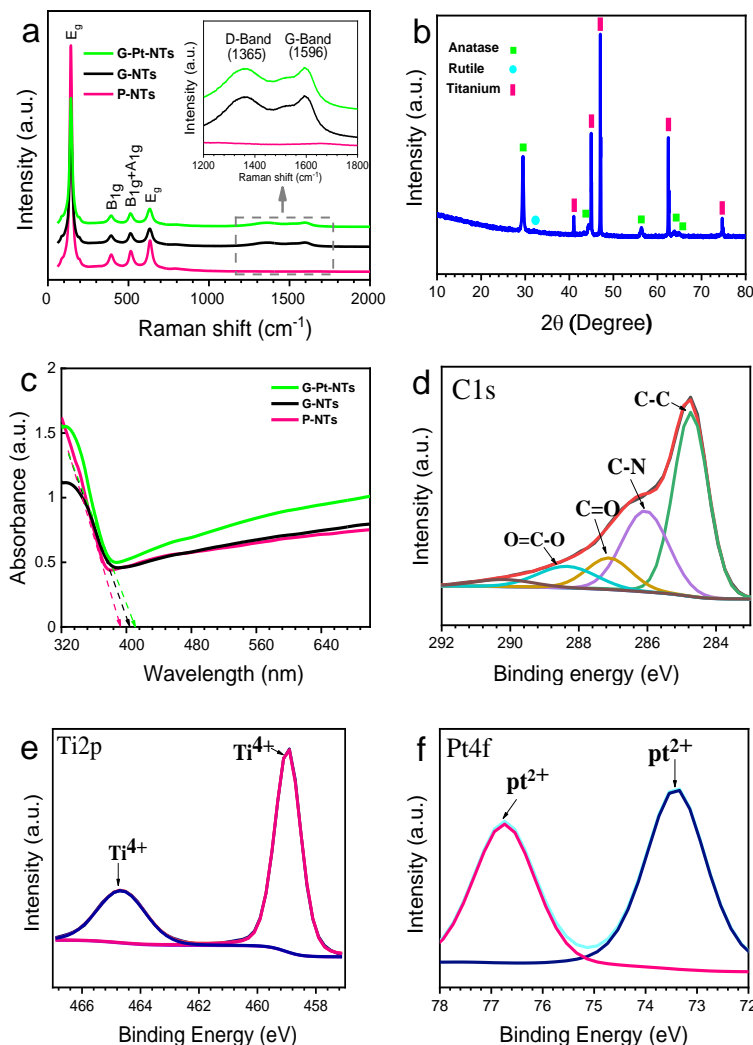 a
G-Pt-NTs
G-NTs
P-NTs
E_g
B_1g
B_1g+A_1g
E_g
D-Band
(1365)
G-Band
(1596)
Intensity (a.u.)
1200 1400 1600 1800
Raman shift (cm⁻¹)
Intensity (a.u.)
0 500 1000 1500 2000
Raman shift (cm⁻¹)
b
Anatase
Rutile
Titanium
Intensity (a.u.)
10 20 30 40 50 60 70 80
2θ (Degree)
c
G-Pt-NTs
G-NTs
P-NTs
Absorbance (a.u.)
2
1.5
1
0.5
0
320 400 480 560 640
Wavelength (nm)
d
C1s
C-C
C-N
C=O
O=C-O
Intensity (a.u.)
292 290 288 286 284
Binding energy (eV)
e
Ti2p
Ti⁴⁺
Ti⁴⁺
Intensity (a.u.)
466 464 462 460 458
Binding Energy (eV)
f
Pt4f
pt²⁺
pt²⁺
Intensity (a.u.)
78 77 76 75 74 73 72
Binding Energy (eV)